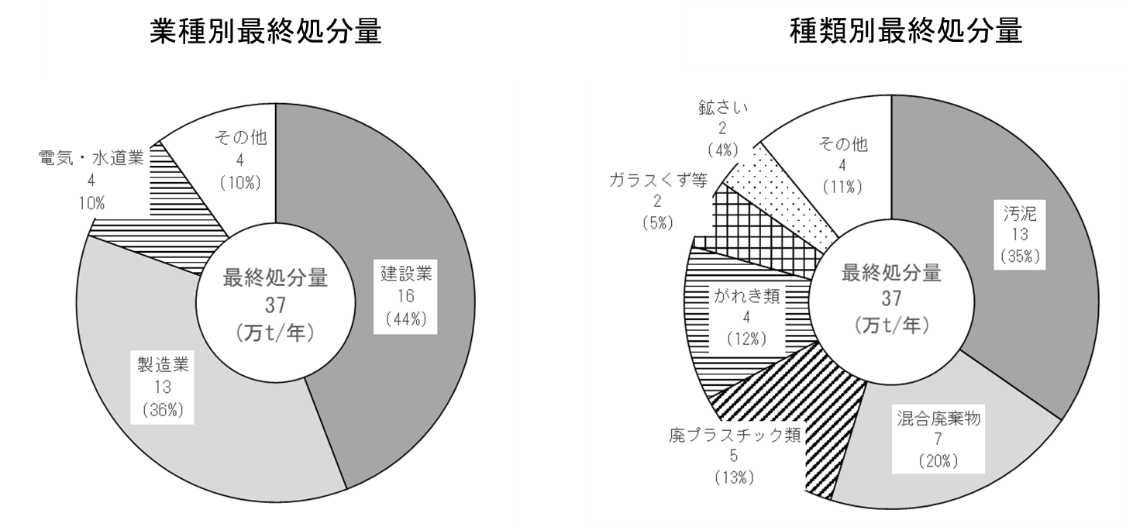 業種別最終処分量
その他
4
(10%)
電気・水道業
4
10%
建設業
16
(44%)
最終処分量
37
(万t/年)
製造業
13
(36%)
種類別最終処分量
鉱さい
2
(4%)
その他
4
(11%)
ガラスくず等
2
(5%)
汚泥
13
(35%)
最終処分量
37
(万t/年)
がれき類
4
(12%)
混合廃棄物
7
(20%)
廃プラスチック類
5
(13%)